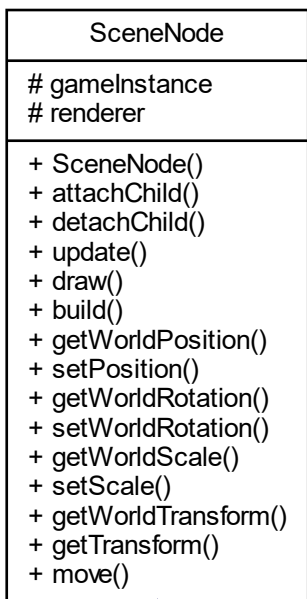 SceneNode
# gameInstance
# renderer
+ SceneNode()
+ attachChild()
+ detachChild()
+ update()
+ draw()
+ build()
+ getWorldPosition()
+ setPosition()
+ getWorldRotation()
+ setWorldRotation()
+ getWorldScale()
+ setScale()
+ getWorldTransform()
+ getTransform()
+ move()